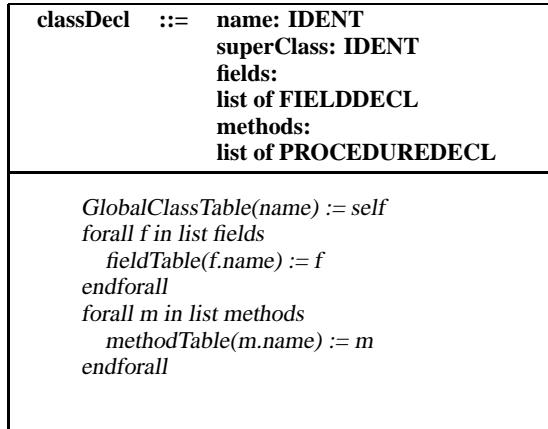 classDecl ::= name: IDENT
superClass: IDENT
fields:
list of FIELDDECL
methods:
list of PROCEDUREDECL
GlobalClassTable(name) := self
forall f in list fields
fieldTable(f.name) := f
endforall
forall m in list methods
methodTable(m.name) := m
endforall